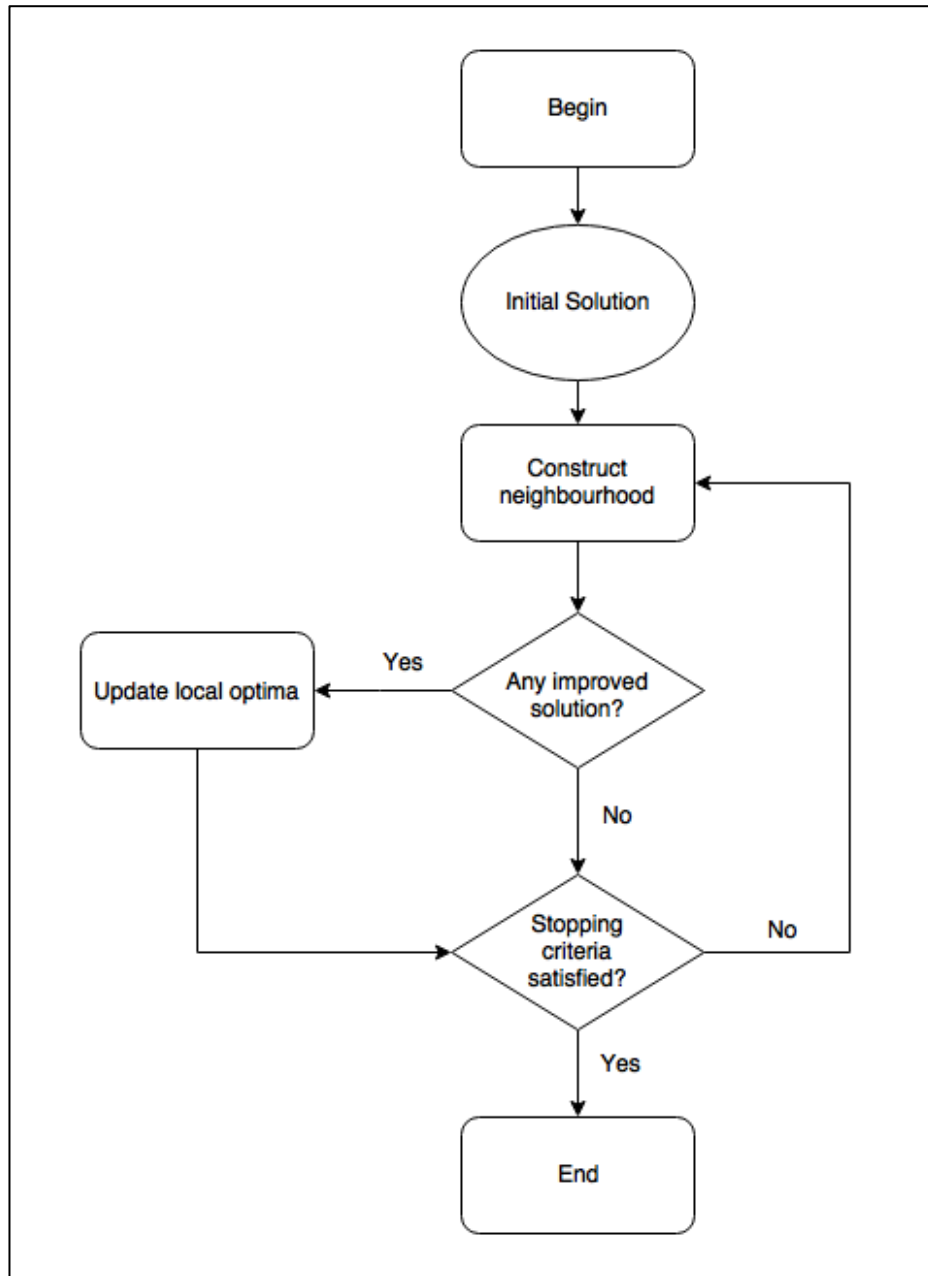 Begin
Initial Solution
Construct
neighbourhood
Yes
Any improved
solution?
Update local optima
No
Stopping
criteria
satisfied?
No
Yes
End